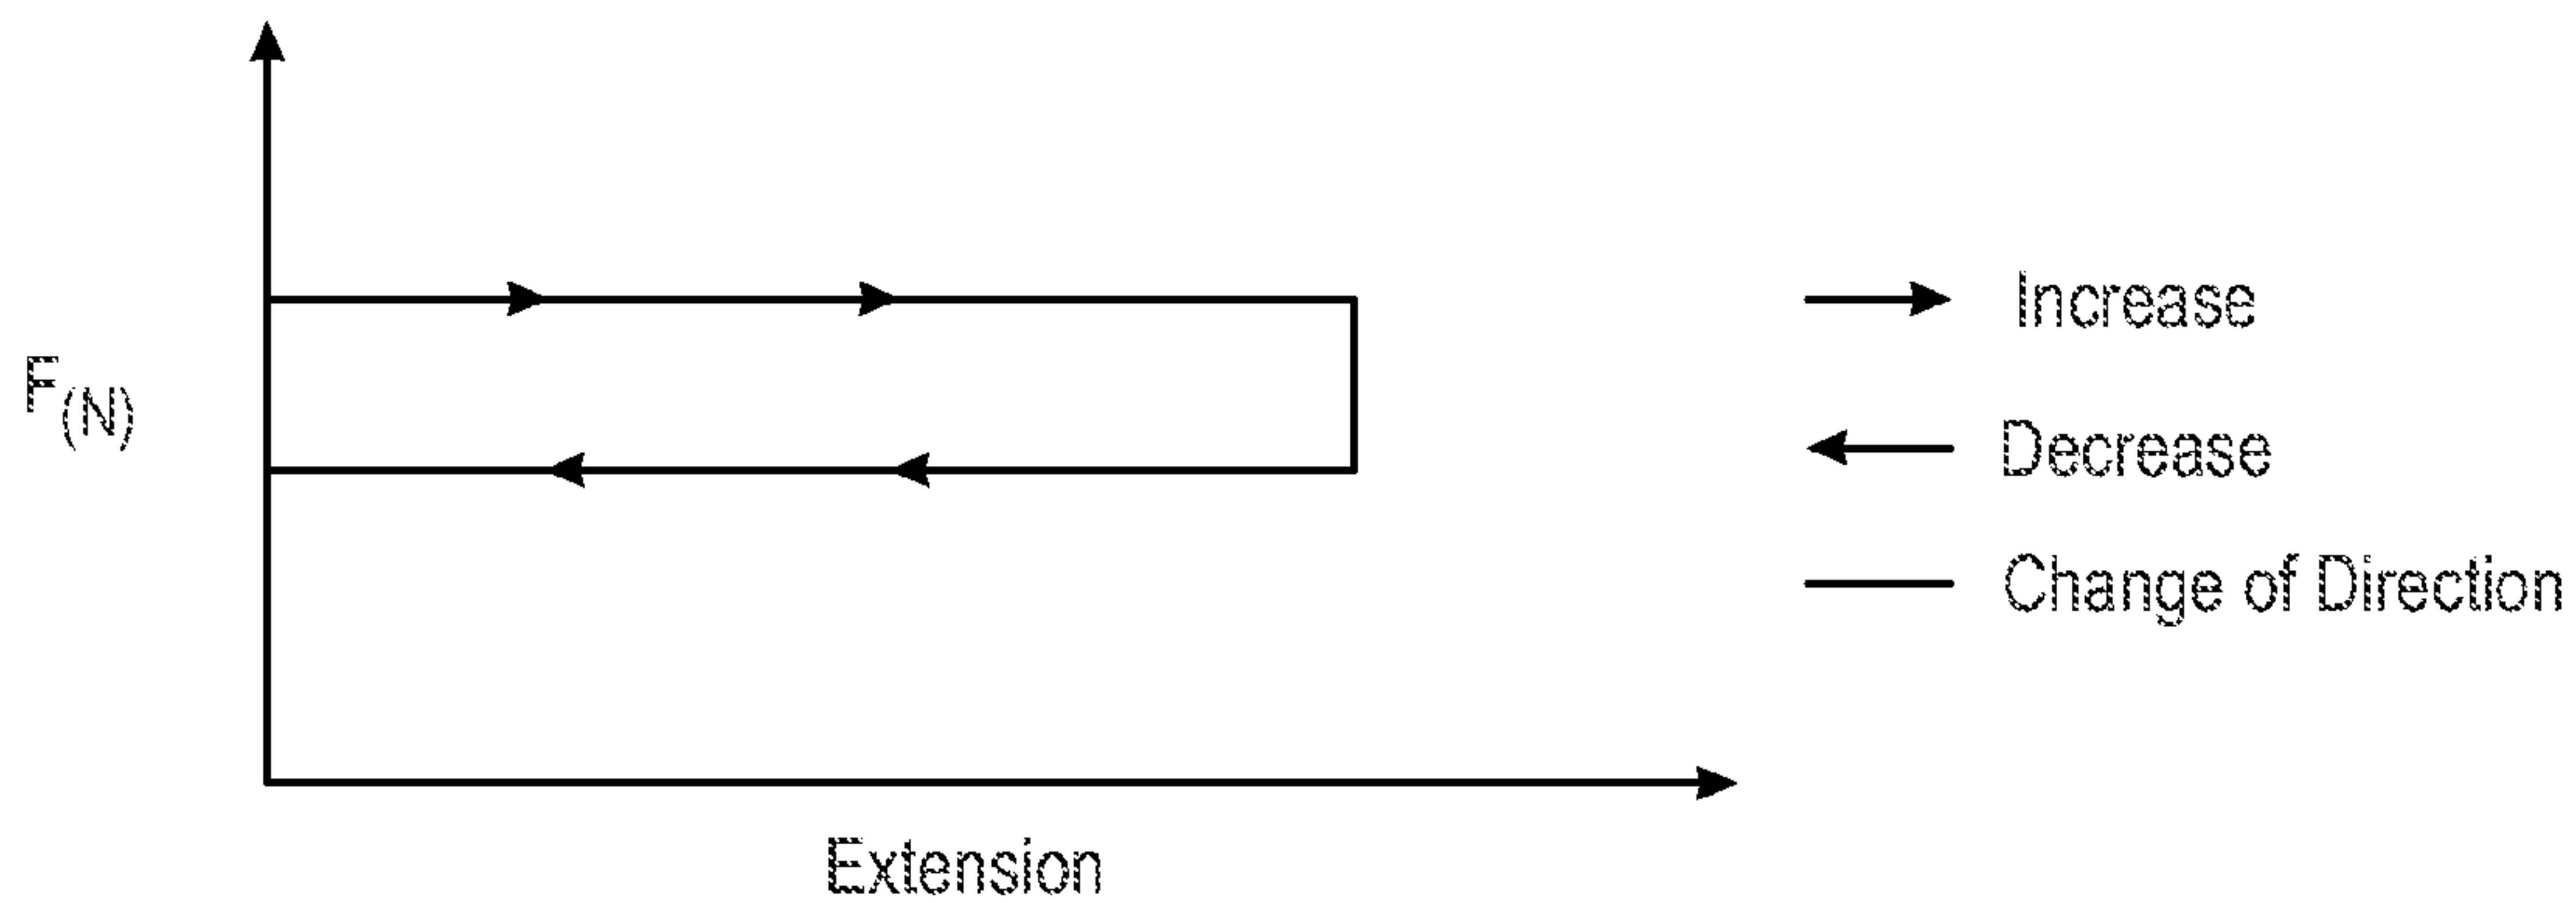 F(N)
Increase
Decrease
Change of Direction
Extension